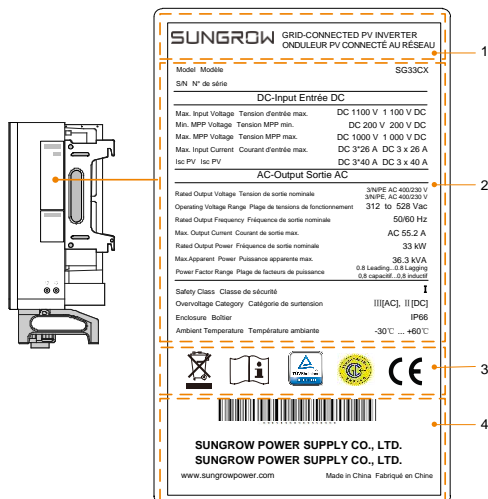 SUNGROW GRID-CONNECTED PV INVERTER
ONDULEUR PV CONNECTÉ AU RÉSEAU
1
Model Modèle SG33CX
S/N N° de série
DC-Input Entrée DC
Max. Input Voltage Tension d'entrée max. DC 1100 V 1 100 V DC
Min. MPP Voltage Tension MPP min. DC 200 V 200 V DC
Max. MPP Voltage Tension MPP max. DC 1000 V 1 000 V DC
Max. Input Current Courant d'entrée max. DC 3*26 A DC 3 x 26 A
Isc PV Isc PV DC 3*40 A DC 3 x 40 A
AC-Output Sortie AC
2
Rated Output Voltage Tension de sortie nominale 3/N/PE AC 400/230 V
3/N/PE, AC 400/230 V
Operating Voltage Range Plage de tensions de fonctionnement 312 to 528 Vac
Rated Output Frequency Fréquence de sortie nominale 50/60 Hz
Max. Output Current Courant de sortie max. AC 55.2 A
Rated Output Power Fréquence de sortie nominale 33 kW
Max.Apparent Power Puissance apparente max. 36.3 kVA
Power Factor Range Plage de facteurs de puissance 0.8 Leading...0.8 Lagging
0,8 capacitif...0,8 inductif
Safety Class Classe de sécurité I
Overvoltage Category Catégorie de surtension III[AC], II[DC]
Enclosure Boîtier IP66
Ambient Temperature Température ambiante -30℃ ... +60℃
CE
3
4
SUNGROW POWER SUPPLY CO., LTD.
SUNGROW POWER SUPPLY CO., LTD.
www.sungrowpower.com Made in China Fabriqué en Chine